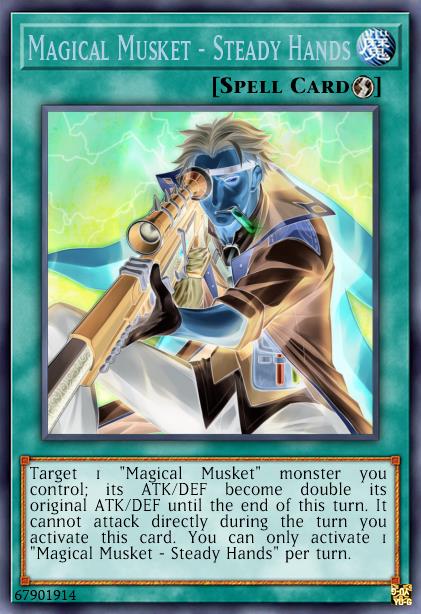 Magical Musket - Steady Hands 魔
[Spell Card]
Target 1 "Magical Musket" monster you
control; its ATK/DEF become double its
original ATK/DEF until the end of this turn. It
cannot attack directly during the turn you
activate this card. You can only activate 1
"Magical Musket - Steady Hands" per turn.
67901914